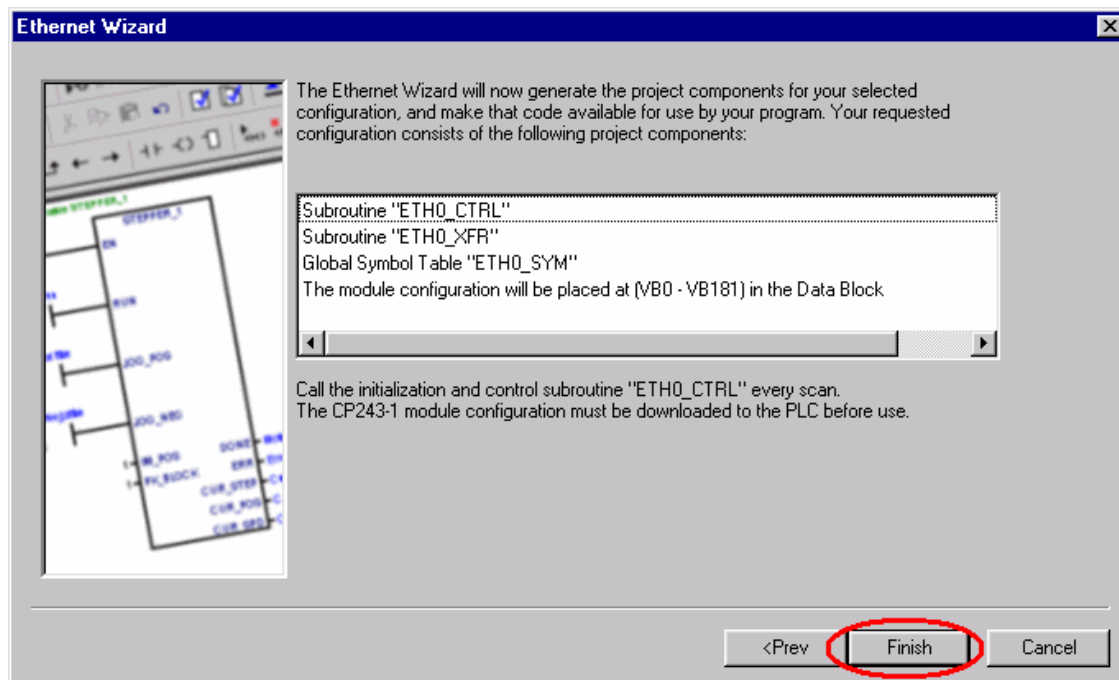 Ethernet Wizard
The Ethernet Wizard will now generate the project components for your selected
configuration, and make that code available for use by your program. Your requested
configuration consists of the following project components:
Subroutine "ETH0_CTRL"
Subroutine "ETH0_XFR"
Global Symbol Table "ETH0_SYM"
The module configuration will be placed at (VB0 - VB181) in the Data Block
Call the initialization and control subroutine "ETH0_CTRL" every scan.
The CP243-1 module configuration must be downloaded to the PLC before use.
STEPPER_1
STEPPER_1
EN
RUN
JOG_POS
JOG_NEG
DONE
ERR
CUR_STEP
CUR_POS
CUR_SPD
<Prev
Finish
Cancel